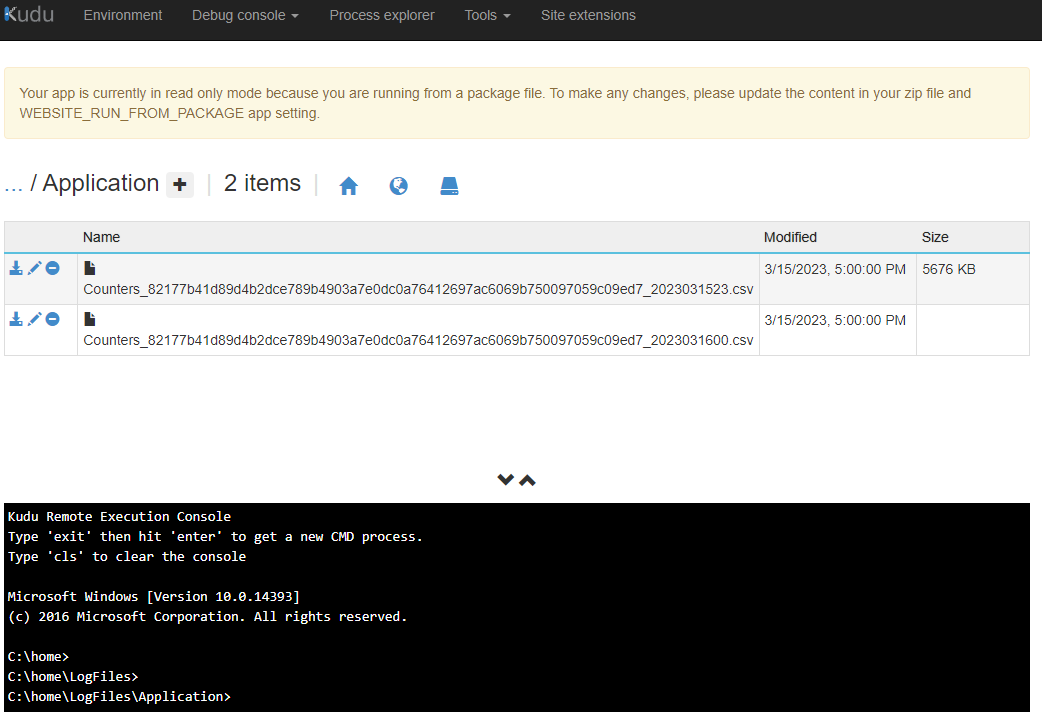 Kudu Environment Debug console Process explorer Tools Site extensions
Your app is currently in read only mode because you are running from a package file. To make any changes, please update the content in your zip file and
WEBSITE_RUN_FROM_PACKAGE app setting.
... / Application + | 2 items |
Name Modified Size
3/15/2023, 5:00:00 PM 5676 KB
Counters_82177b41d89d4b2dce789b4903a7e0dc0a76412697ac6069b750097059c09ed7_2023031523.csv
3/15/2023, 5:00:00 PM
Counters_82177b41d89d4b2dce789b4903a7e0dc0a76412697ac6069b750097059c09ed7_2023031600.csv
Kudu Remote Execution Console
Type 'exit' then hit 'enter' to get a new CMD process.
Type 'cls' to clear the console
Microsoft Windows [Version 10.0.14393]
(c) 2016 Microsoft Corporation. All rights reserved.
C:\home>
C:\home\LogFiles>
C:\home\LogFiles\Application>